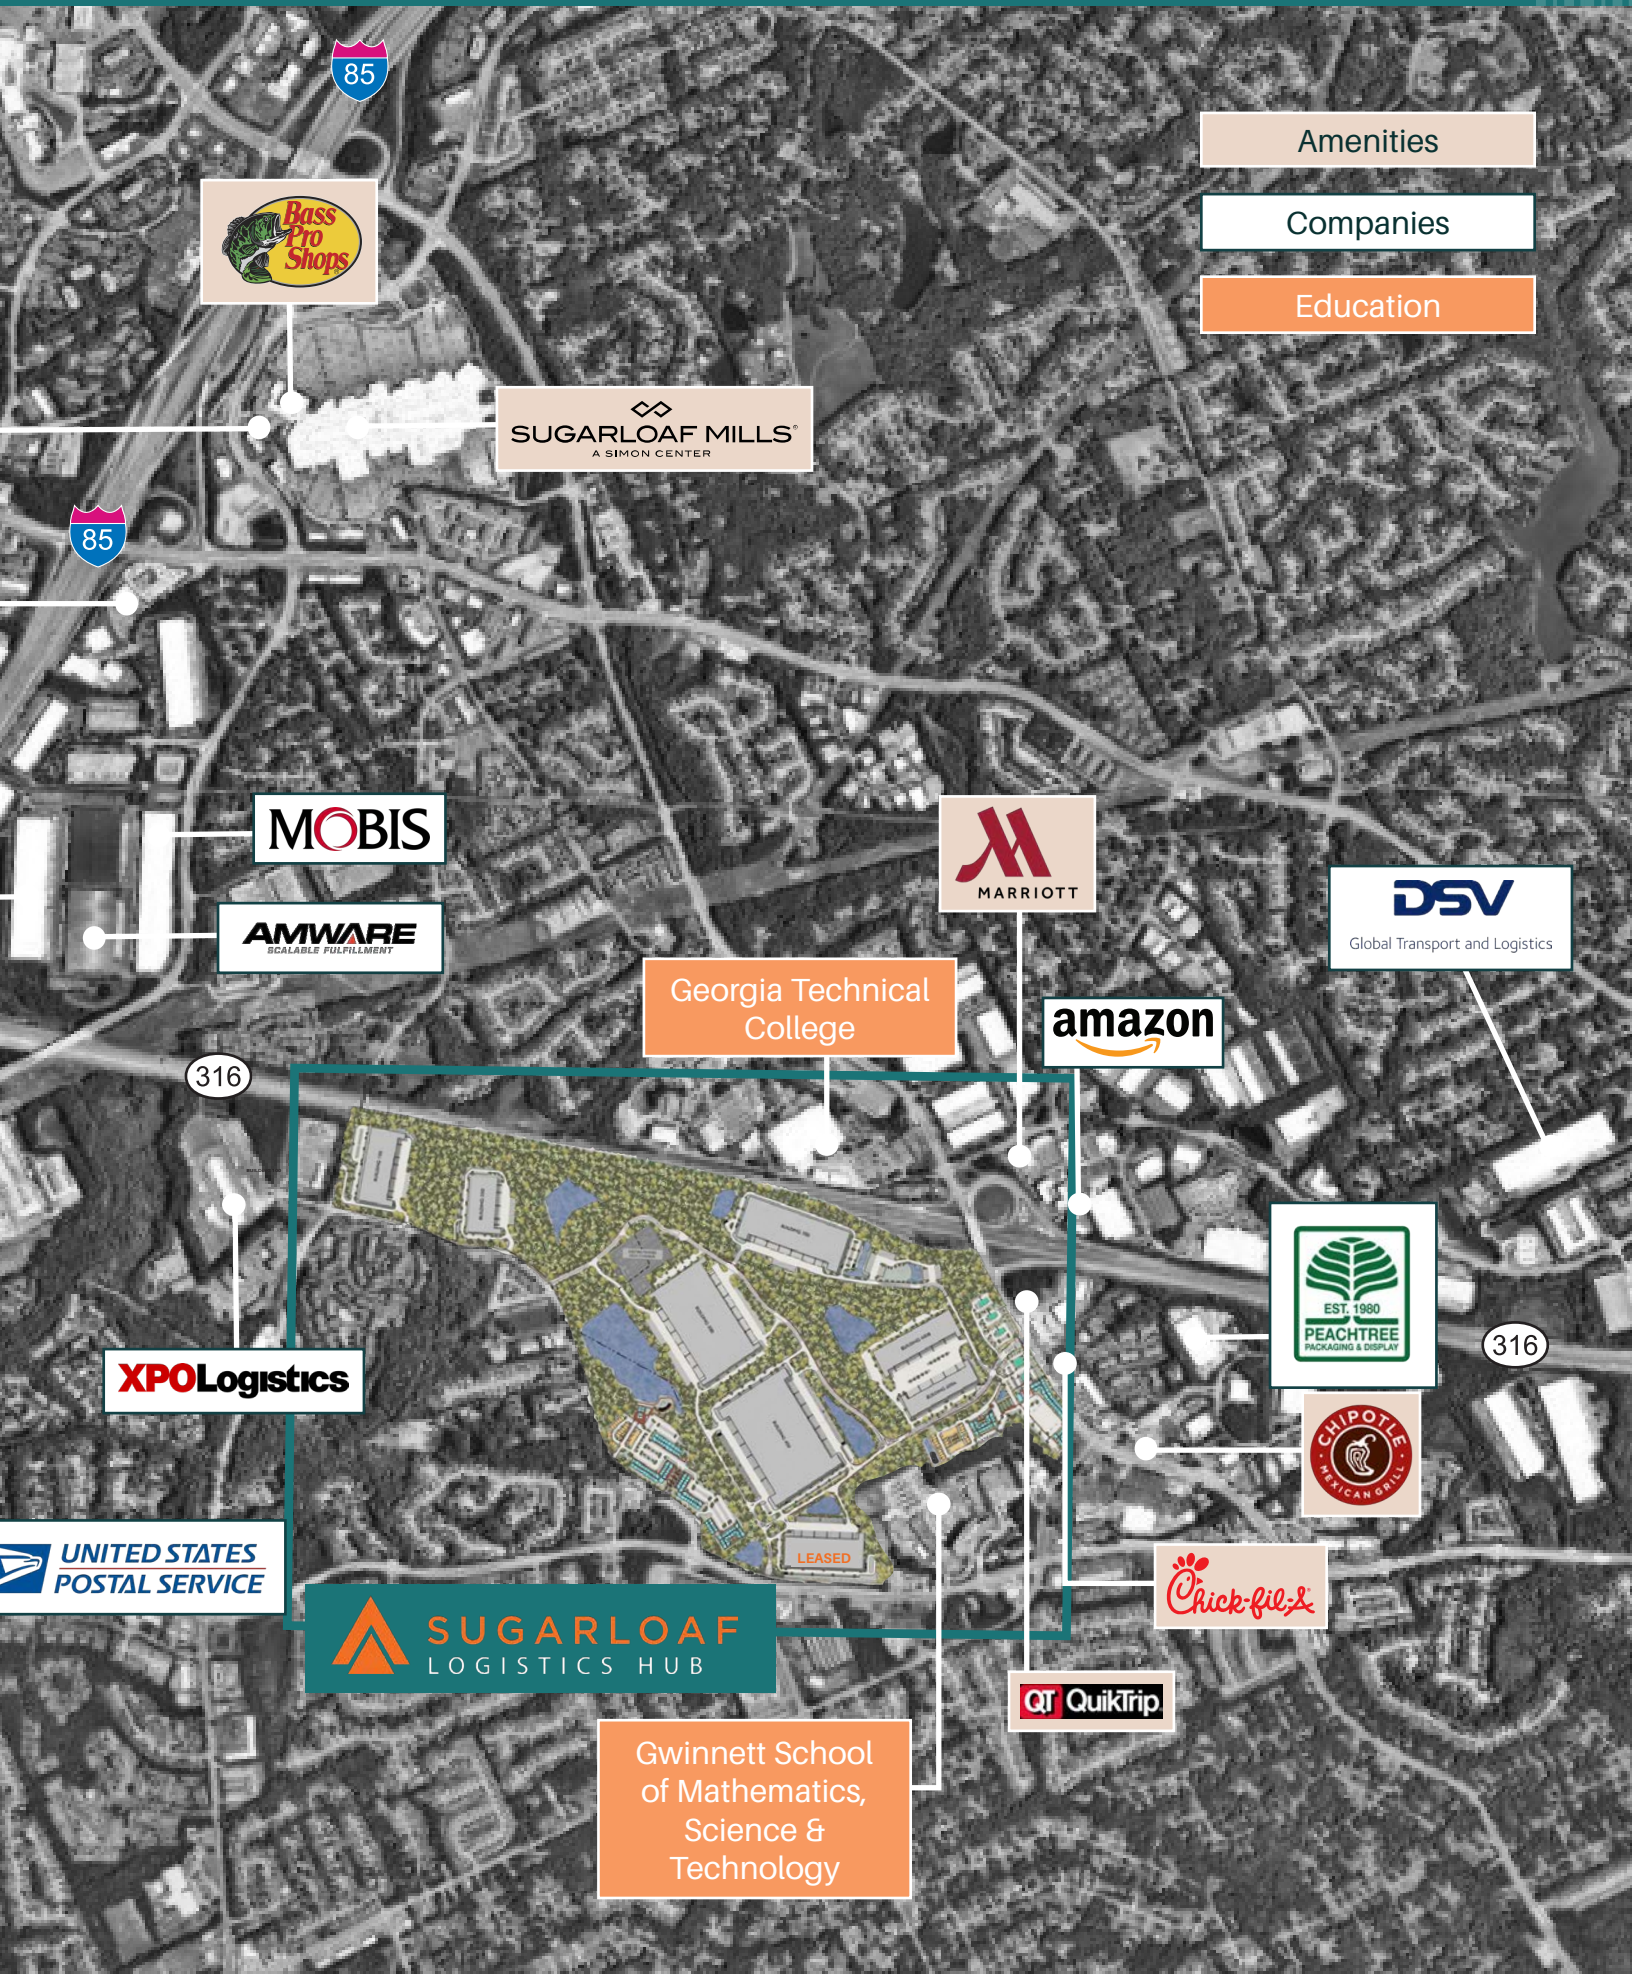 85
Amenities
Companies
Education
Bass
Pro
Shops
SUGARLOAF MILLS®
A SIMON CENTER
85
MOBIS
AMWARE
SCALABLE FULFILLMENT
MARRIOTT
DSV
Global Transport and Logistics
Georgia Technical
College
amazon
316
EST. 1980
PEACHTREE
PACKAGING & DISPLAY
316
XPOLogistics
CHIPOTLE
MEXICAN GRILL
UNITED STATES
POSTAL SERVICE
LEASED
Chick-fil-A
SUGARLOAF
LOGISTICS HUB
QT QuikTrip
Gwinnett School
of Mathematics,
Science &
Technology